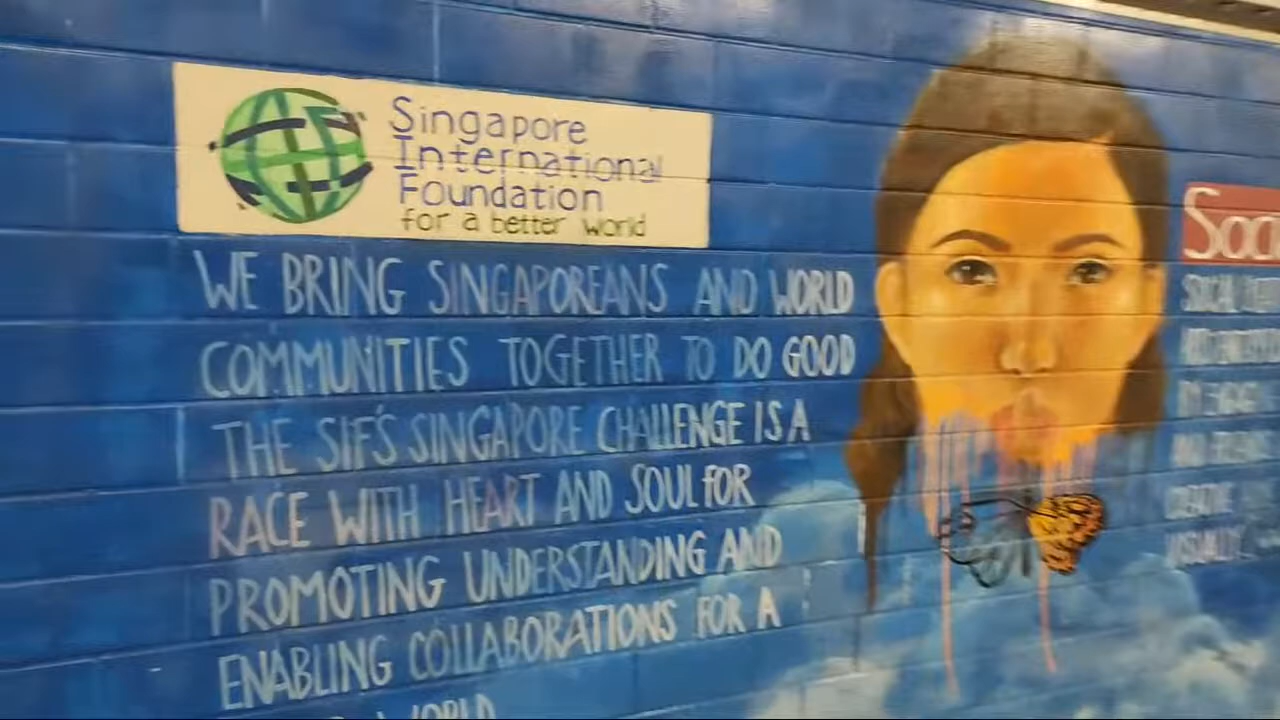 Singapore
International
Foundation
for a better world
WE BRING SINGAPOREANS AND WORLD
COMMUNITIES TOGETHER TO DO GOOD
THE SIF'S SINGAPORE CHALLENGE IS A
RACE WITH HEART AND SOUL FOR
PROMOTING UNDERSTANDING AND
ENABLING COLLABORATIONS FOR A
WORLD